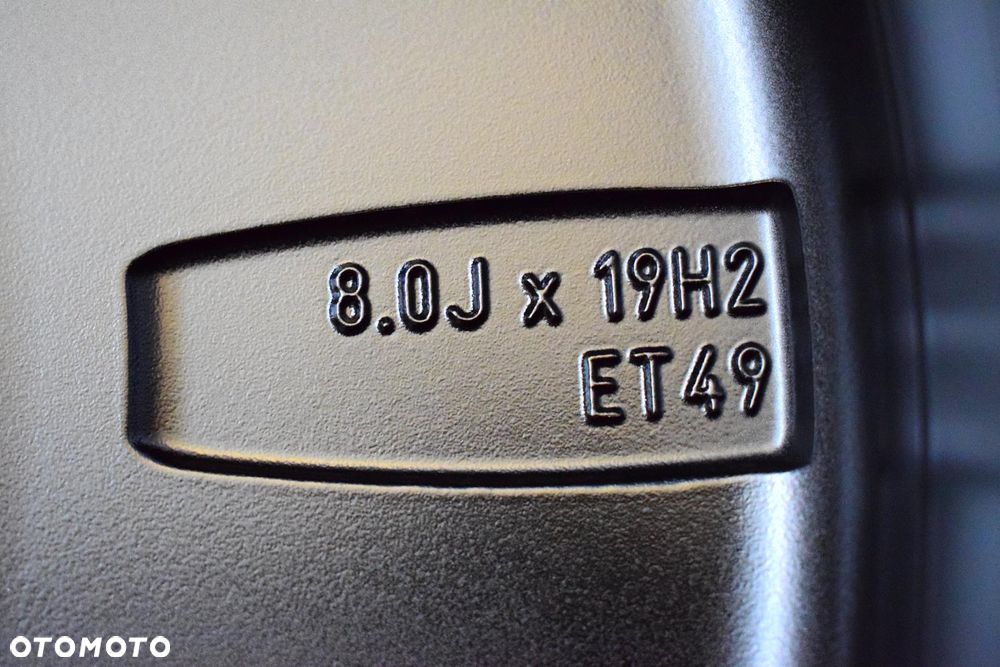 8.0J x 19H2
ET49
OTOMOTO